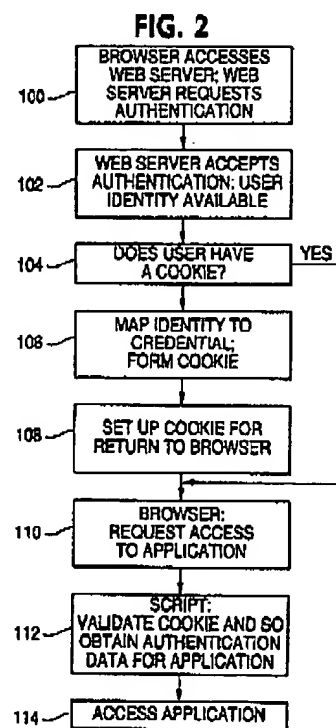 FIG. 2
BROWSER ACCESSES
WEB SERVER; WEB
SERVER REQUESTS
AUTHENTICATION
100
WEB SERVER ACCEPTS
AUTHENTICATION: USER
IDENTITY AVAILABLE
102
DOES USER HAVE
A COOKIE?
104
YES
MAP IDENTITY TO
CREDENTIAL;
FORM COOKIE
106
SET UP COOKIE FOR
RETURN TO BROWSER
108
BROWSER:
REQUEST ACCESS
TO APPLICATION
110
SCRIPT:
VALIDATE COOKIE AND SO
OBTAIN AUTHENTICATION
DATA FOR APPLICATION
112
ACCESS APPLICATION
114